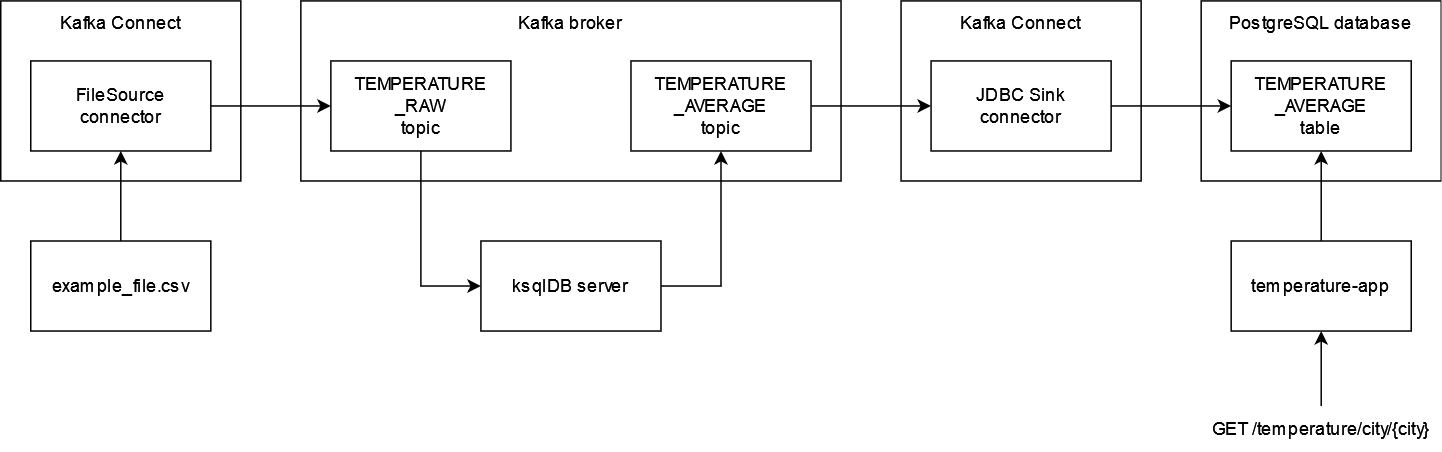 Kafka Connect
Kafka broker
Kafka Connect
PostgreSQL database
FileSource
connector
TEMPERATURE
_RAW
topic
TEMPERATURE
_AVERAGE
topic
JDBC Sink
connector
TEMPERATURE
_AVERAGE
table
example_file.csv
ksqlDB server
temperature-app
GET /temperature/city/{city}